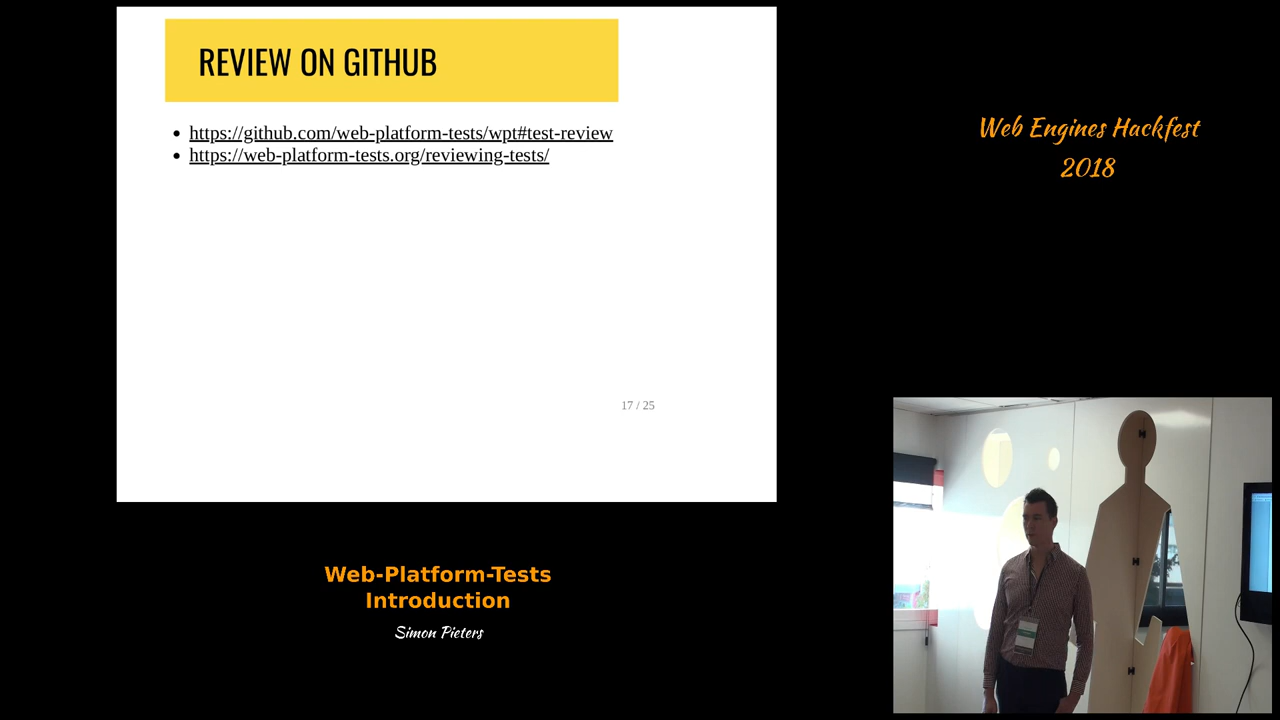 REVIEW ON GITHUB
https://github.com/web-platform-tests/wpt#test-review
https://web-platform-tests.org/reviewing-tests/
17 / 25
Web Engines Hackfest
2018
Web-Platform-Tests
Introduction
Simon Pieters